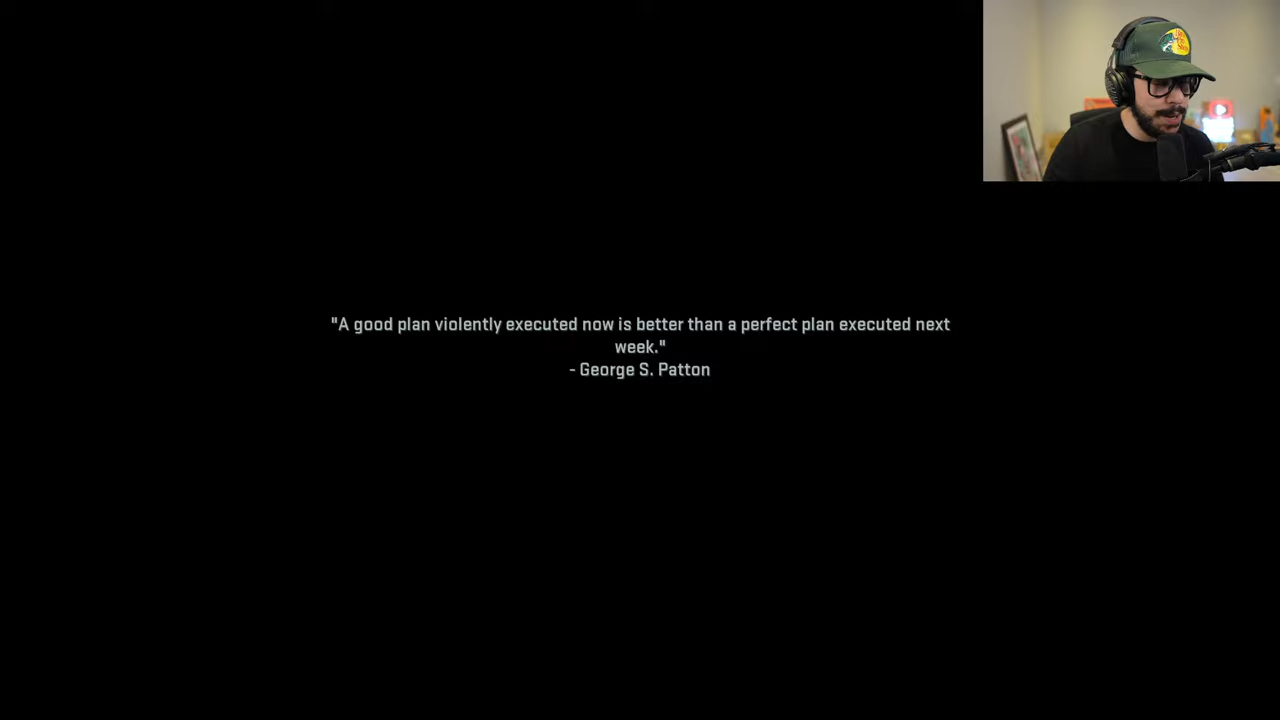 "A good plan violently executed now is better than a perfect plan executed next
week."
- George S. Patton